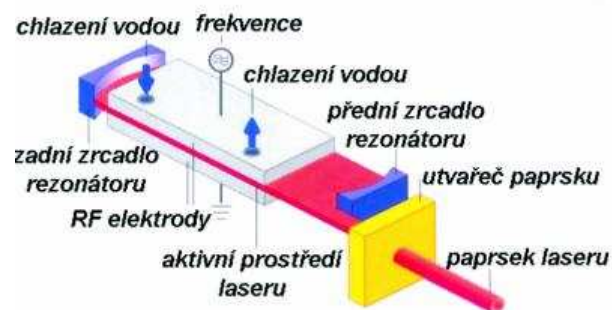 chlazení vodou
frekvence
chlazení vodou
přední zrcadlo
rezonátoru
zadní zrcadlo
rezonátoru
utvařeč paprsku
RF elektrody
aktivní prostředí
laseru
paprsek laseru